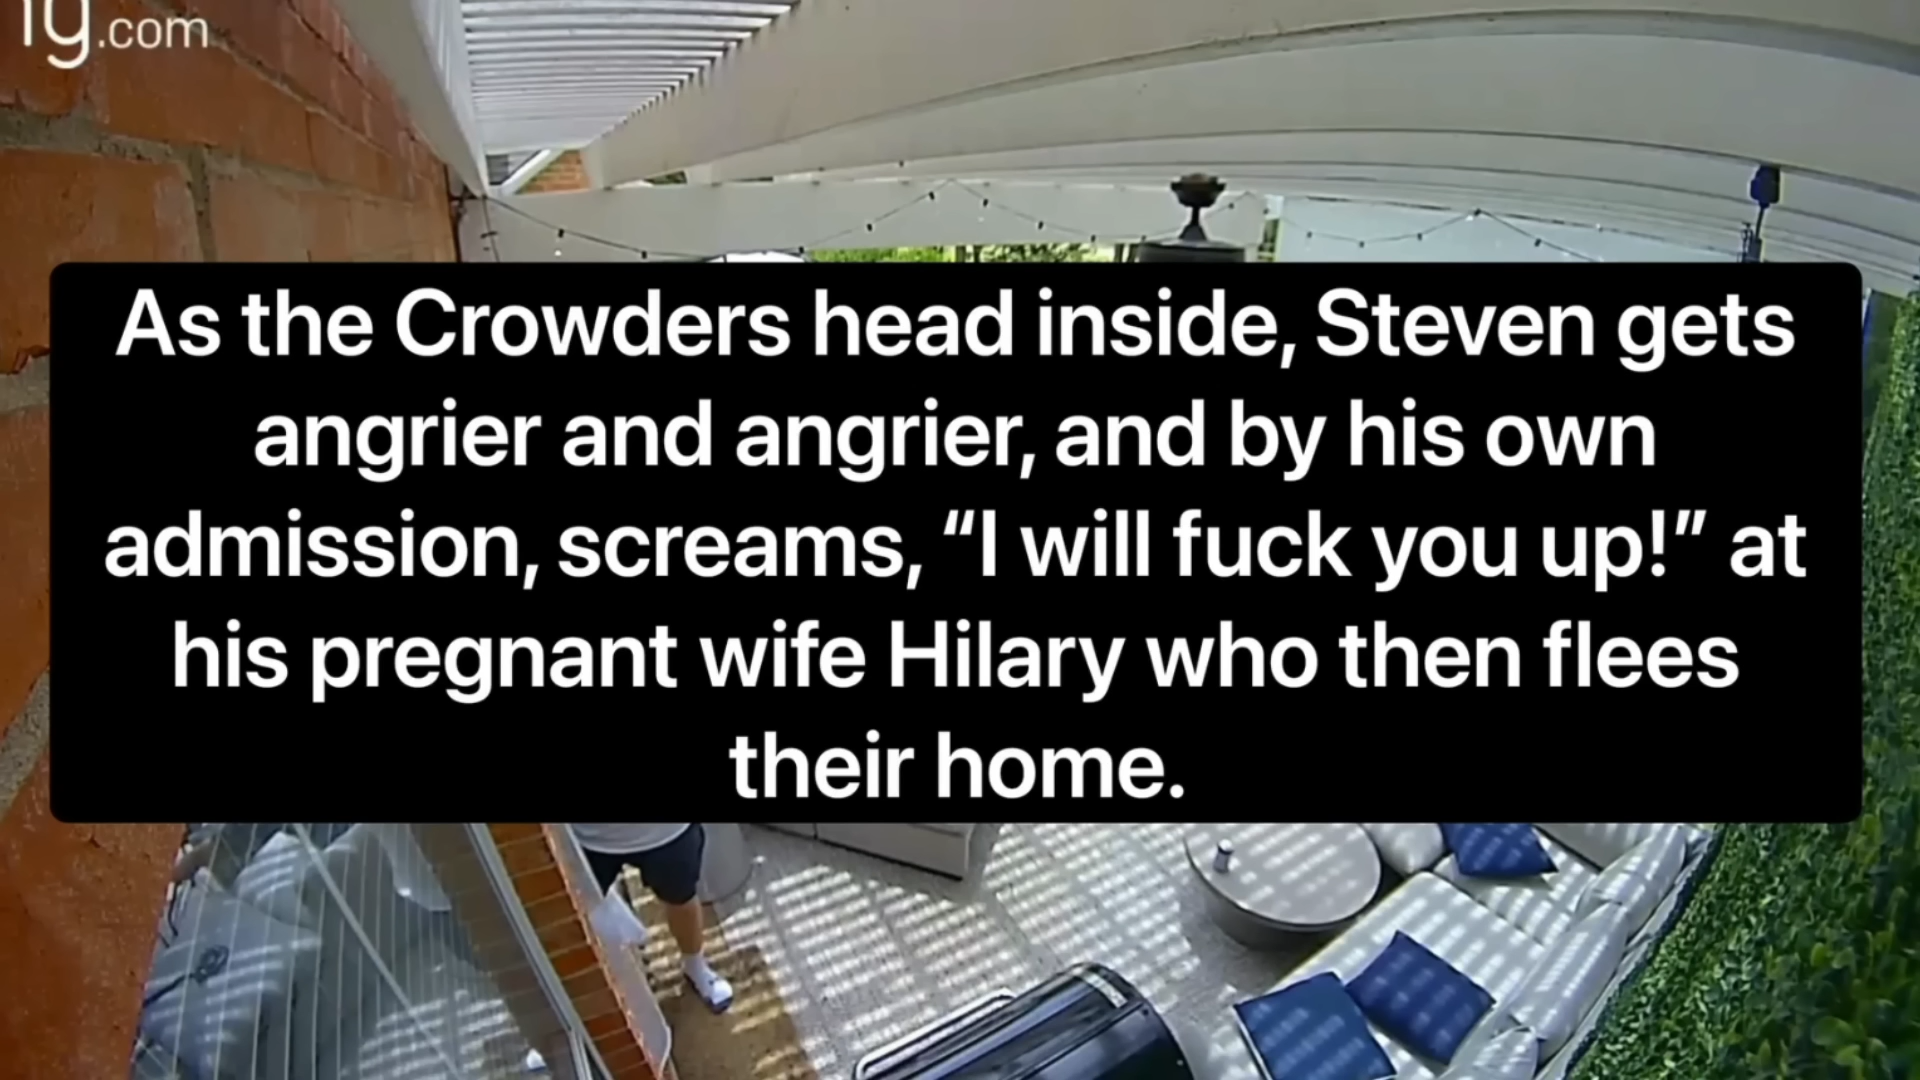 .com
As the Crowders head inside, Steven gets
angrier and angrier, and by his own
admission, screams, “I will fuck you up!” at
his pregnant wife Hilary who then flees
their home.